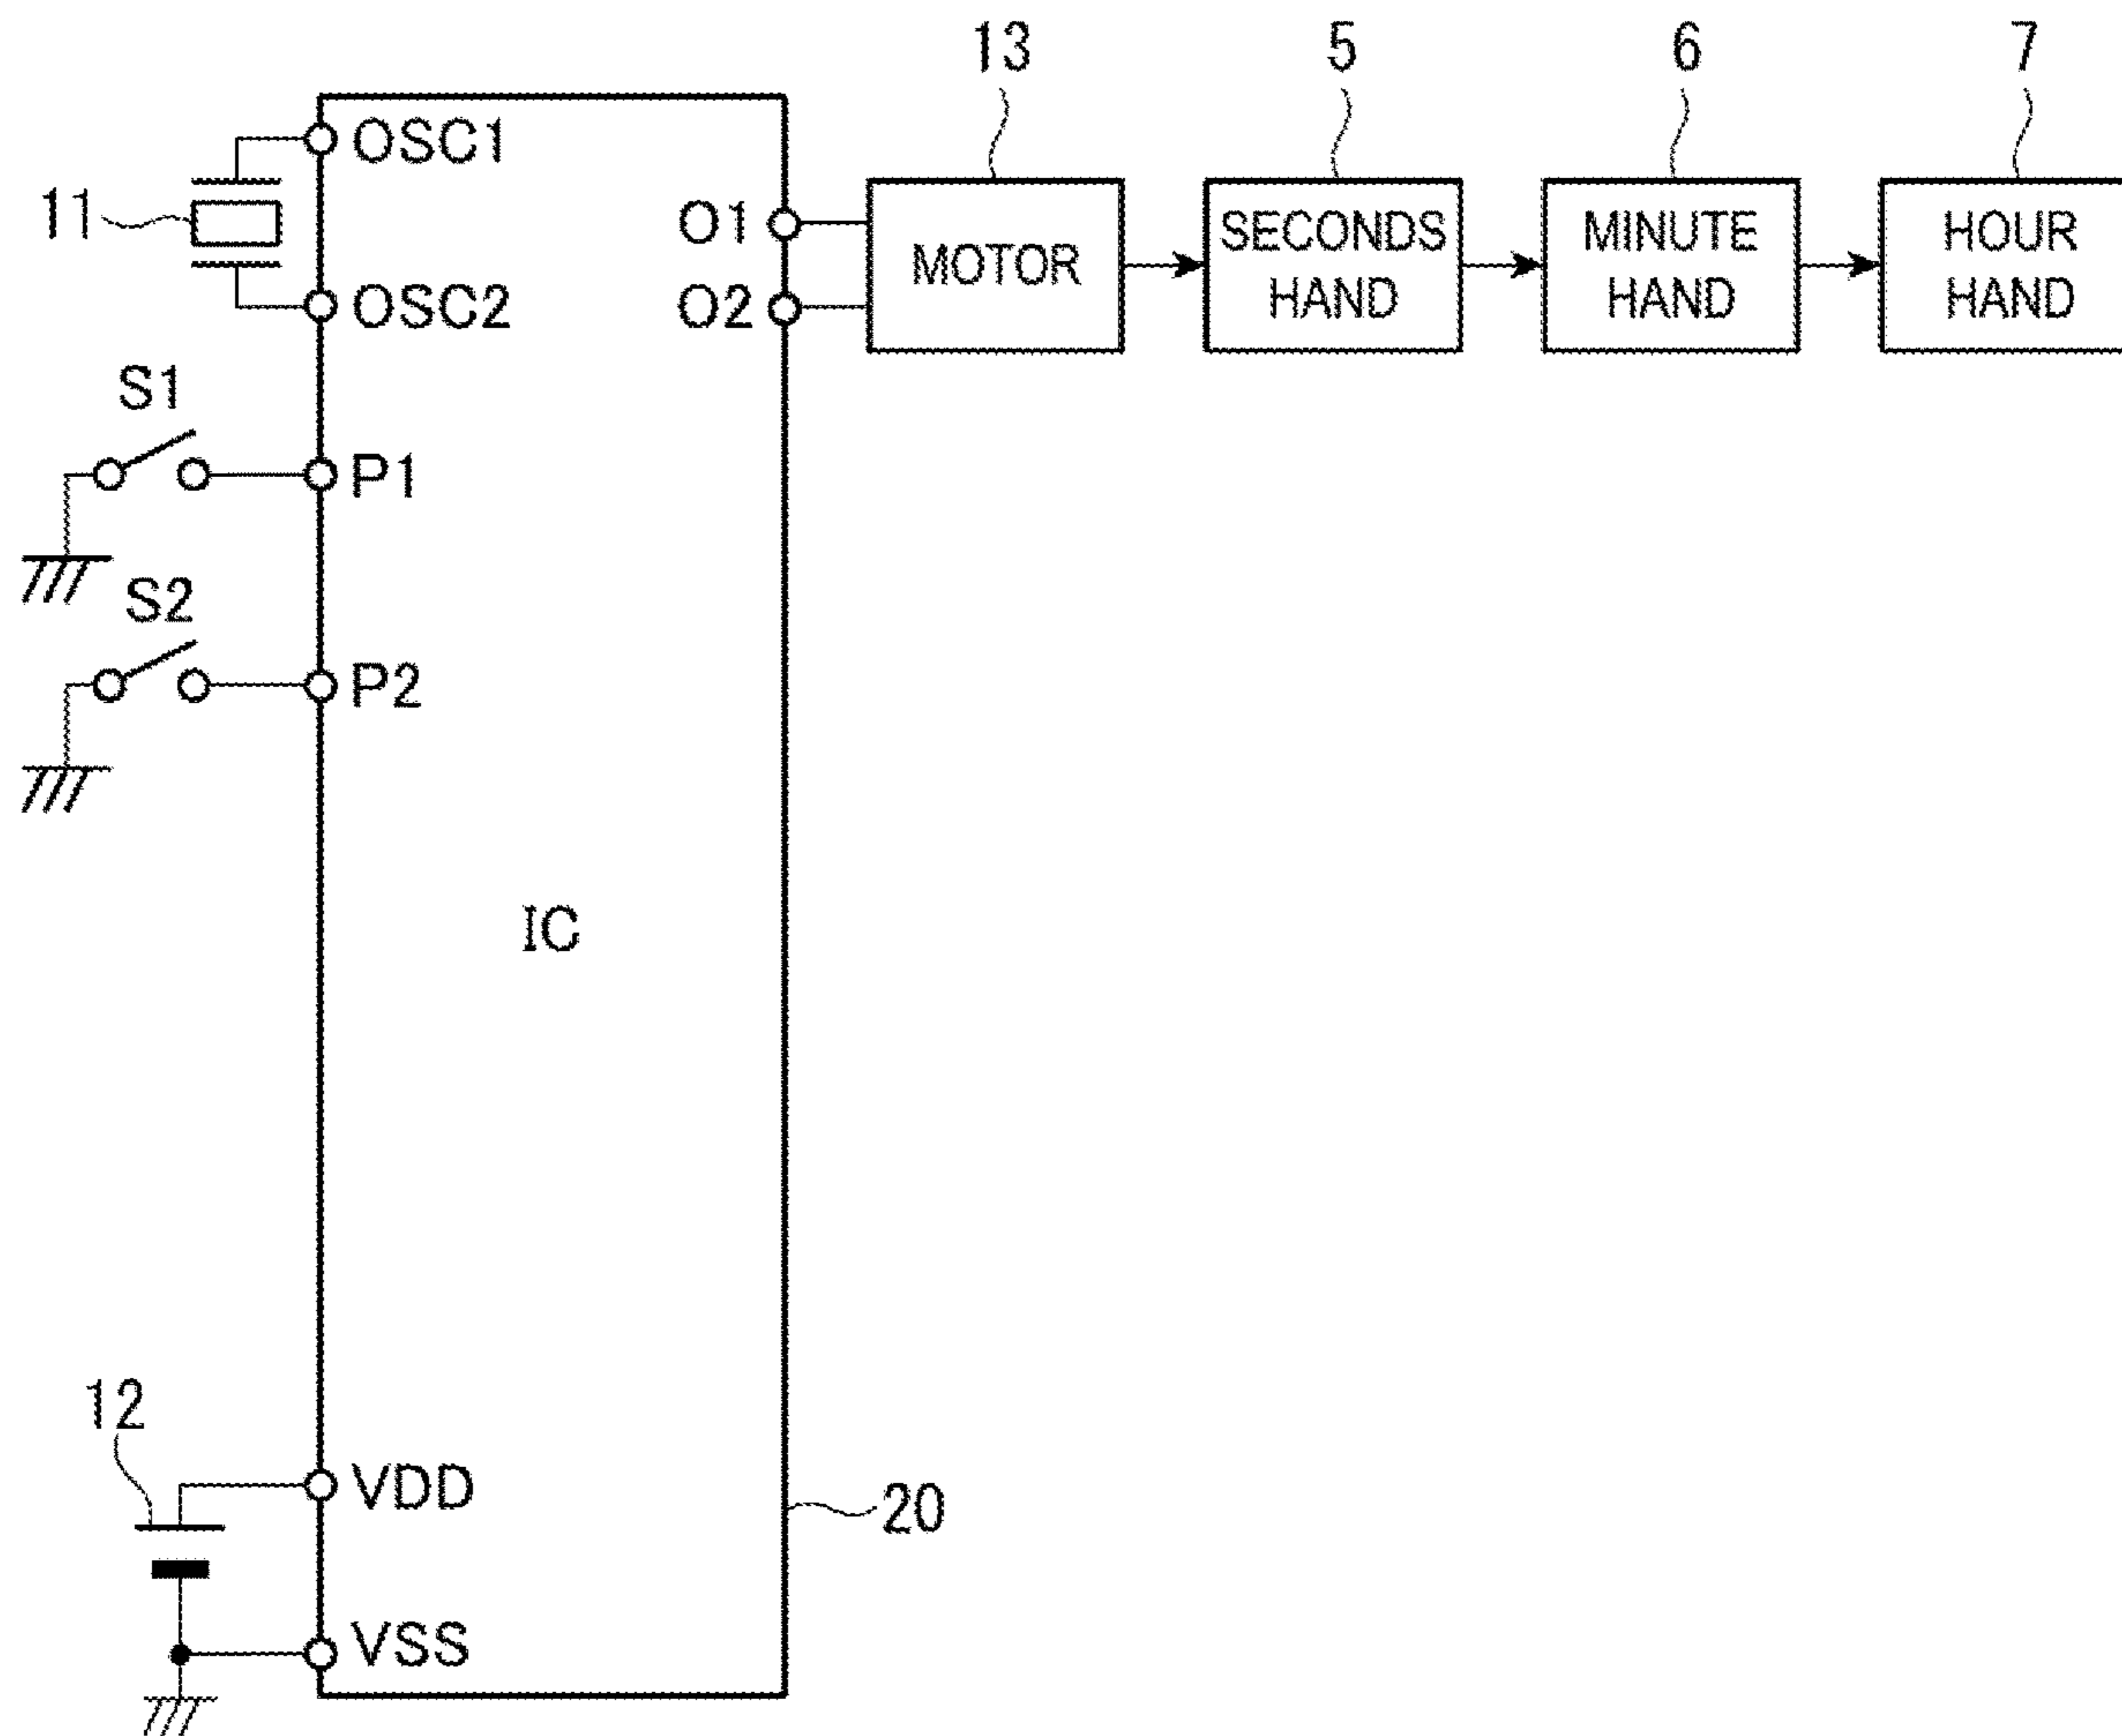 13
5
6
7
OSC1
11
O1
MOTOR
SECONDS
HAND
MINUTE
HAND
HOUR
HAND
OSC2
O2
S1
P1
S2
P2
IC
12
VDD
20
VSS